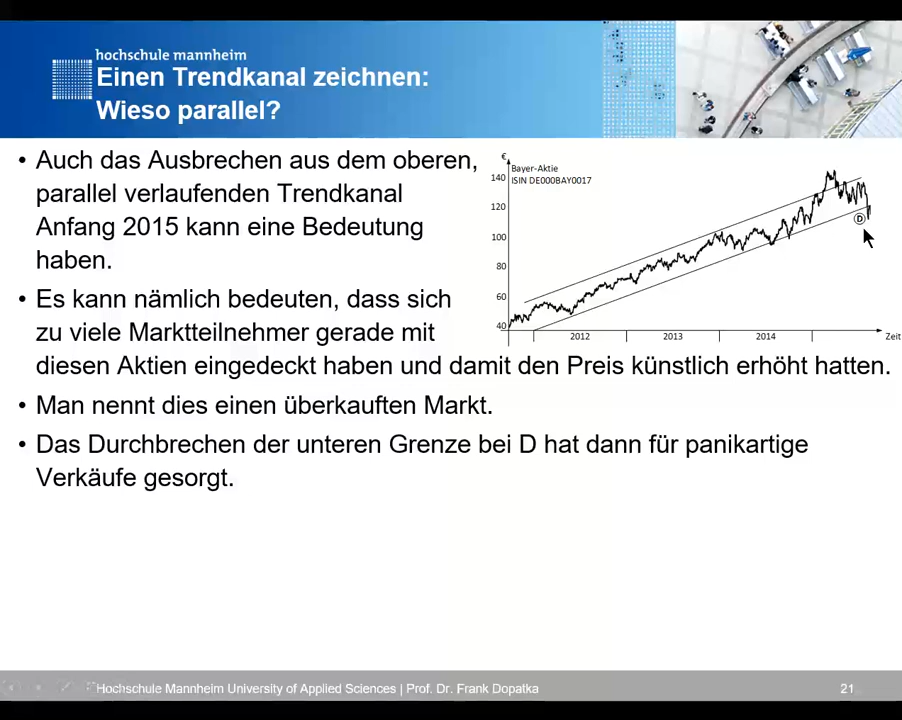 hochschule mannheim
Einen Trendkanal zeichnen:
Wieso parallel?
• Auch das Ausbrechen aus dem oberen,
parallel verlaufenden Trendkanal
Anfang 2015 kann eine Bedeutung
haben.
• Es kann nämlich bedeuten, dass sich
zu viele Marktteilnehmer gerade mit
diesen Aktien eingedeckt haben und damit den Preis künstlich erhöht hatten.
• Man nennt dies einen überkauften Markt.
• Das Durchbrechen der unteren Grenze bei D hat dann für panikartige
Verkäufe gesorgt.
€
Bayer-Aktie
ISIN DE000BAY0017
140
120
100
80
60
40
D
2012 2013 2014 Zeit
Hochschule Mannheim University of Applied Sciences | Prof. Dr. Frank Dopatka 21